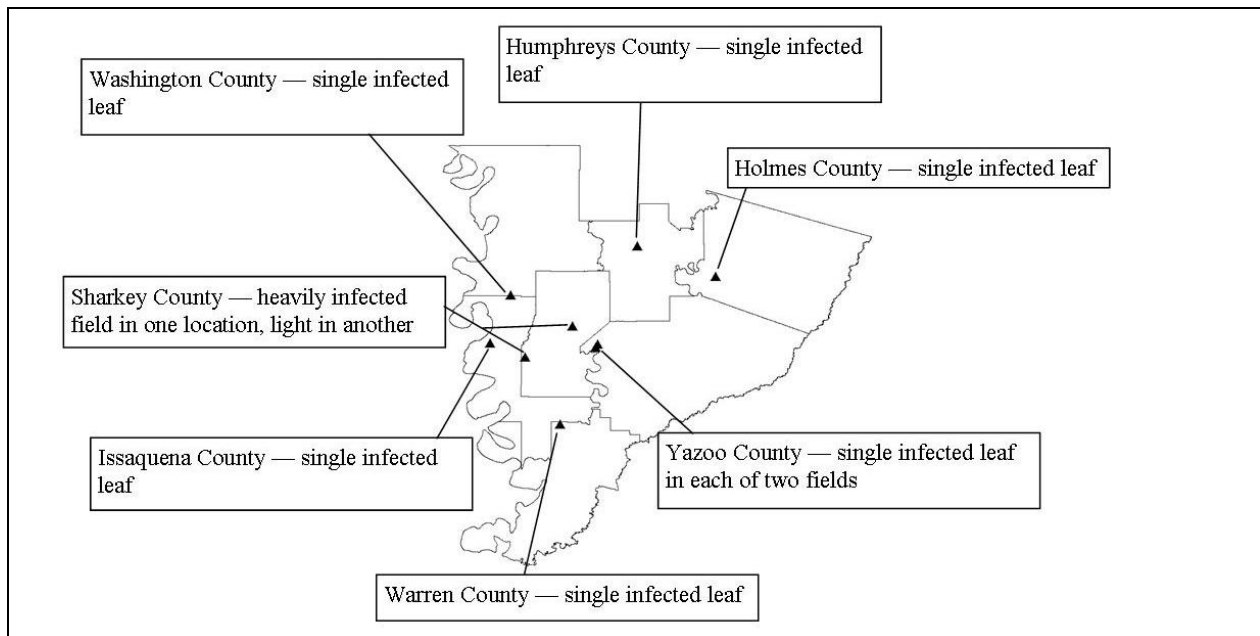 Humphreys County — single infected
leaf
Washington County — single infected
leaf
Holmes County — single infected leaf
Sharkey County — heavily infected
field in one location, light in another
Issaquena County — single infected
leaf
Yazoo County — single infected leaf
in each of two fields
Warren County — single infected leaf